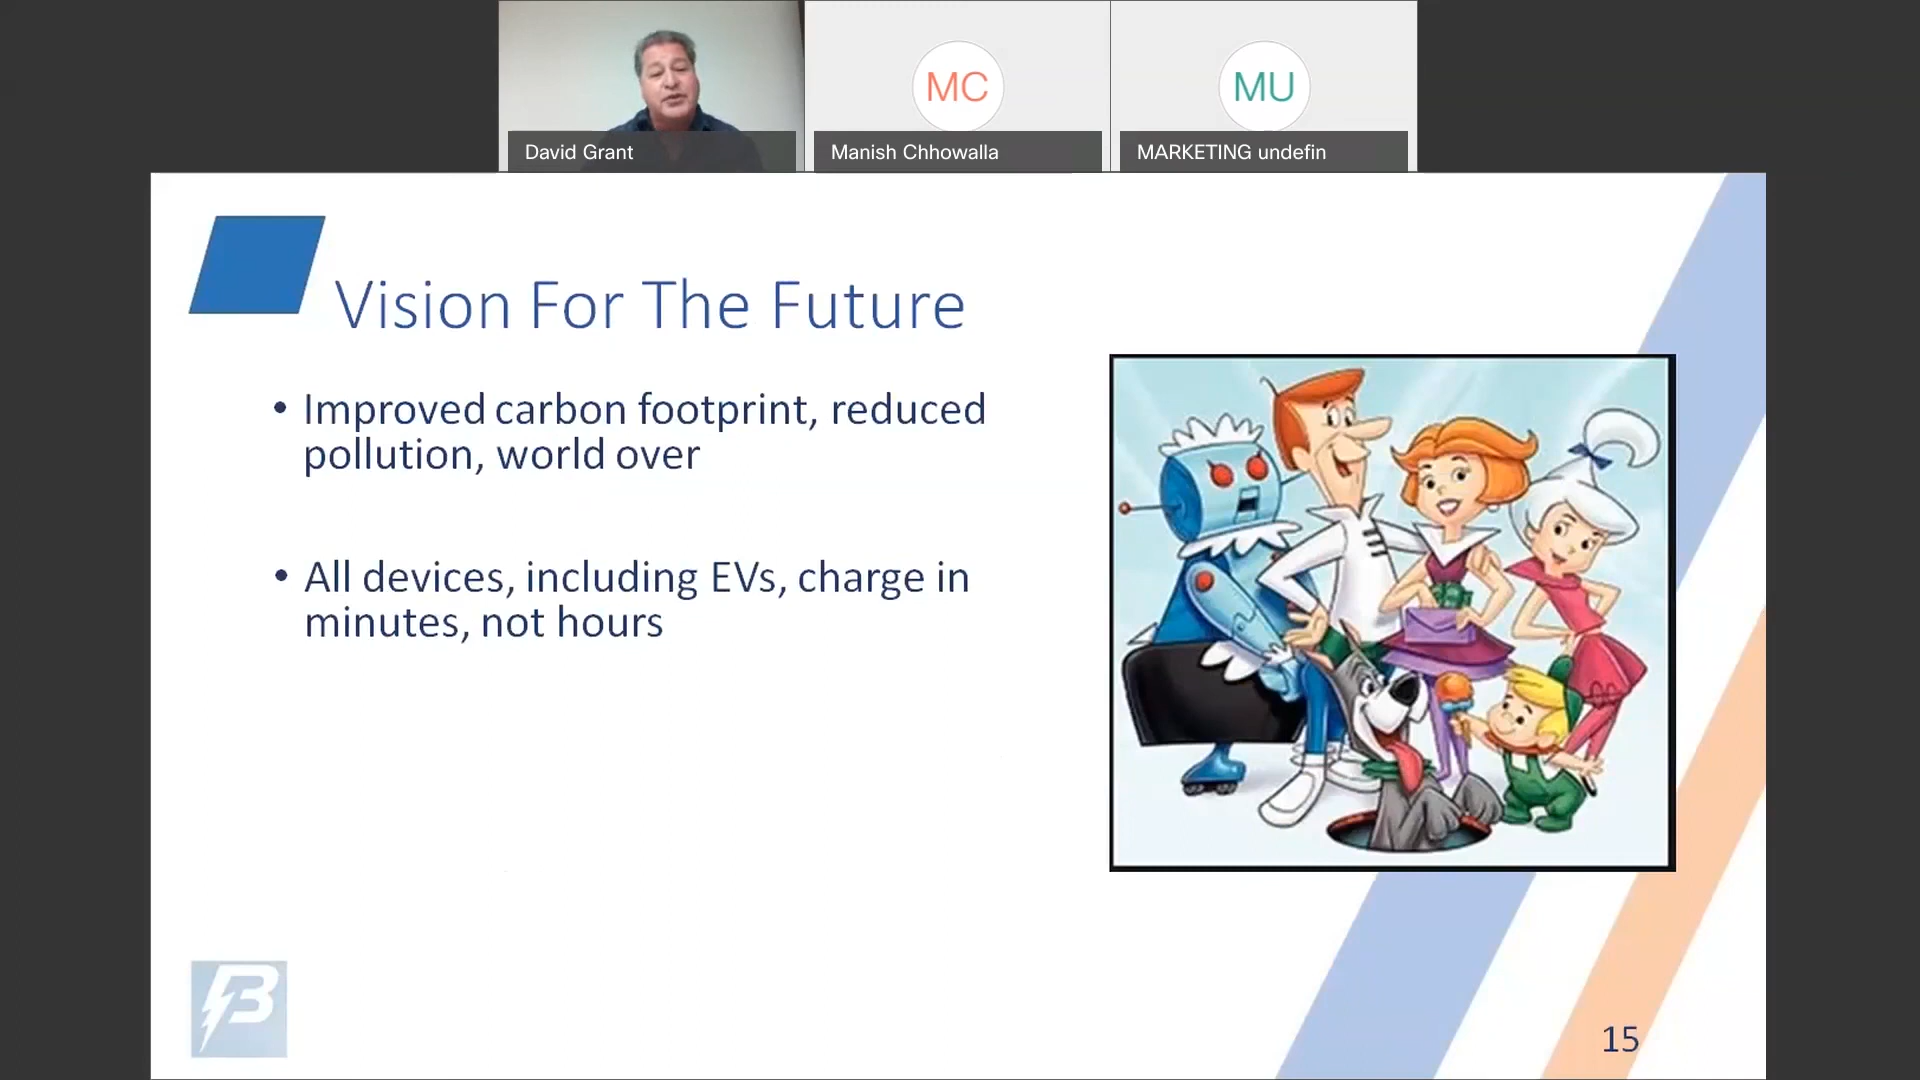 David Grant
MC
Manish Chhowalla
MU
MARKETING undefin
Vision For The Future
• Improved carbon footprint, reduced
pollution, world over
• All devices, including EVs, charge in
minutes, not hours
B
15